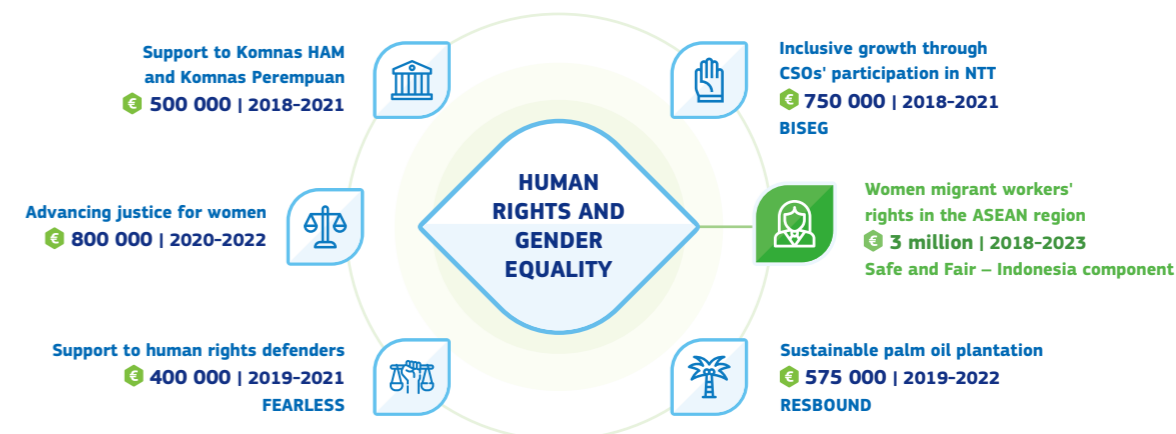 Support to Komnas HAM
and Komnas Perempuan
€ 500 000 | 2018-2021
Inclusive growth through
CSOs' participation in NTT
€ 750 000 | 2018-2021
BISEG
HUMAN
RIGHTS AND
GENDER
EQUALITY
Advancing justice for women
€ 800 000 | 2020-2022
Women migrant workers'
rights in the ASEAN region
€ 3 million | 2018-2023
Safe and Fair – Indonesia component
Support to human rights defenders
€ 400 000 | 2019-2021
FEARLESS
Sustainable palm oil plantation
€ 575 000 | 2019-2022
RESBOUND